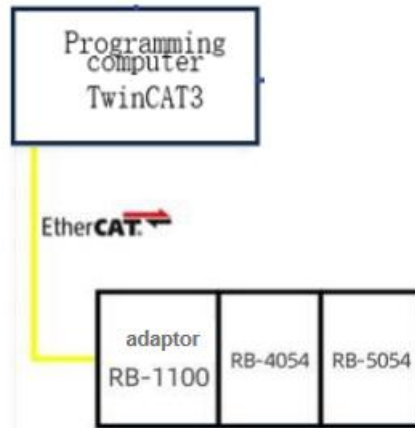 Programming
computer
TwinCAT3
EtherCAT.
adaptor
RB-1100
RB-4054
RB-5054